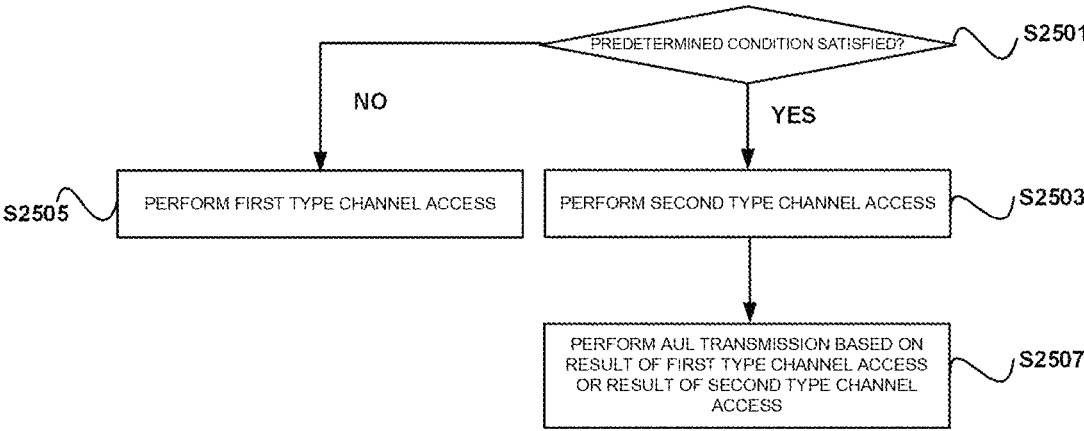 PREDETERMINED CONDITION SATISFIED?
S2501
NO
YES
S2505
PERFORM FIRST TYPE CHANNEL ACCESS
PERFORM SECOND TYPE CHANNEL ACCESS
S2503
PERFORM AUL TRANSMISSION BASED ON
RESULT OF FIRST TYPE CHANNEL ACCESS
OR RESULT OF SECOND TYPE CHANNEL
ACCESS
S2507